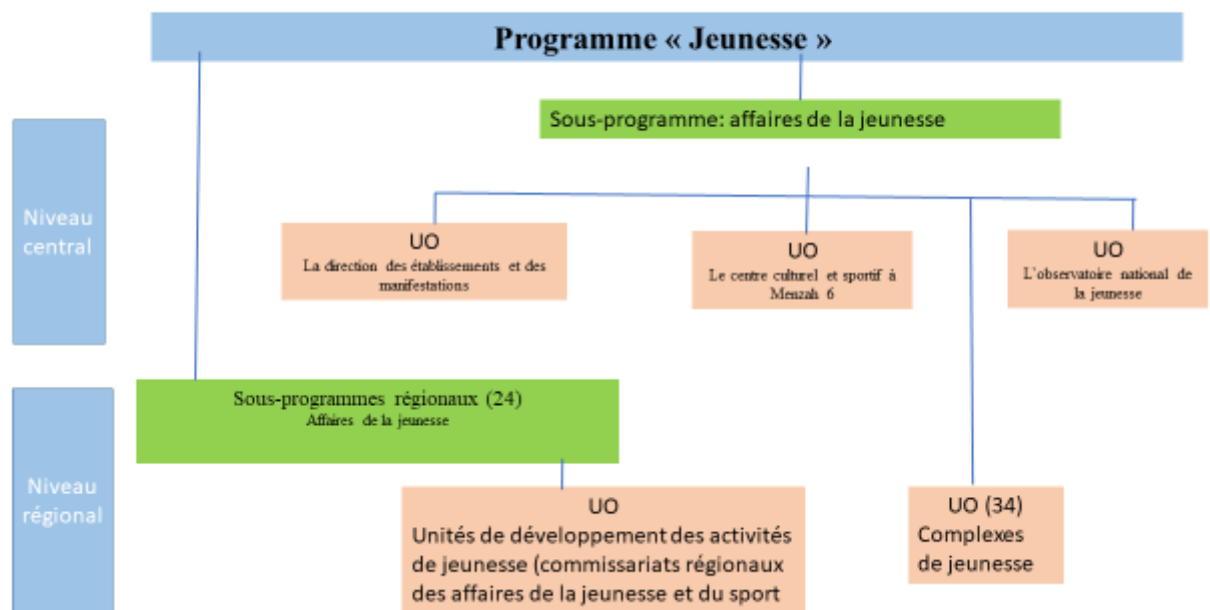 Programme « Jeunesse »
Sous-programme: affaires de la jeunesse
Niveau
central
UO
La direction des établissements et des
manifestations
UO
Le centre culturel et sportif à
Menzah 6
UO
L'observatoire national de
la jeunesse
Sous-programmes régionaux (24)
Affaires de la jeunesse
Niveau
régional
UO
Unités de développement des activités
de jeunesse (commissariats régionaux
des affaires de la jeunesse et du sport
UO (34)
Complexes
de jeunesse